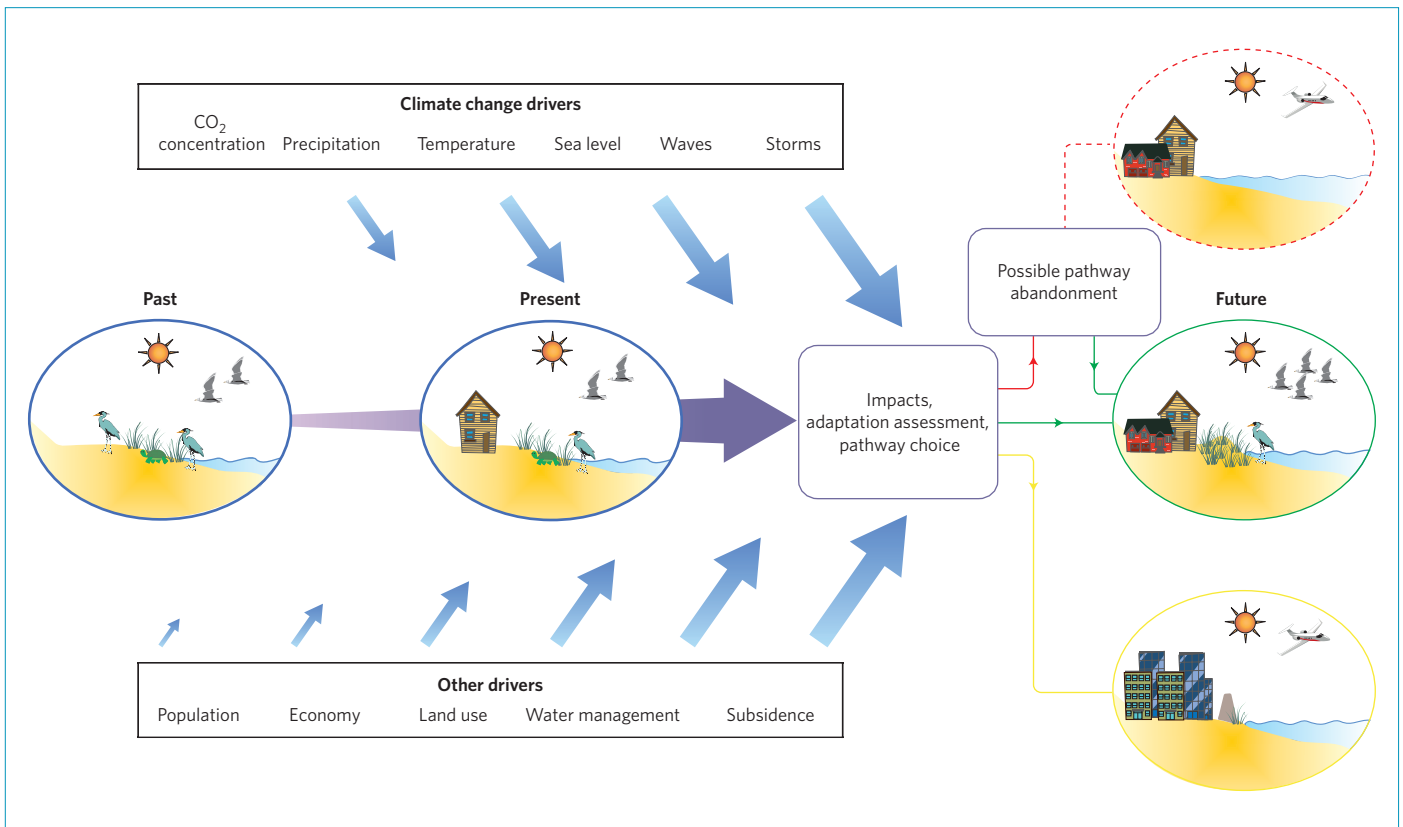 Climate change drivers
CO₂
concentration Precipitation Temperature Sea level Waves Storms
Possible pathway
abandonment
Past Present Future
Impacts,
adaptation assessment,
pathway choice
Other drivers
Population Economy Land use Water management Subsidence